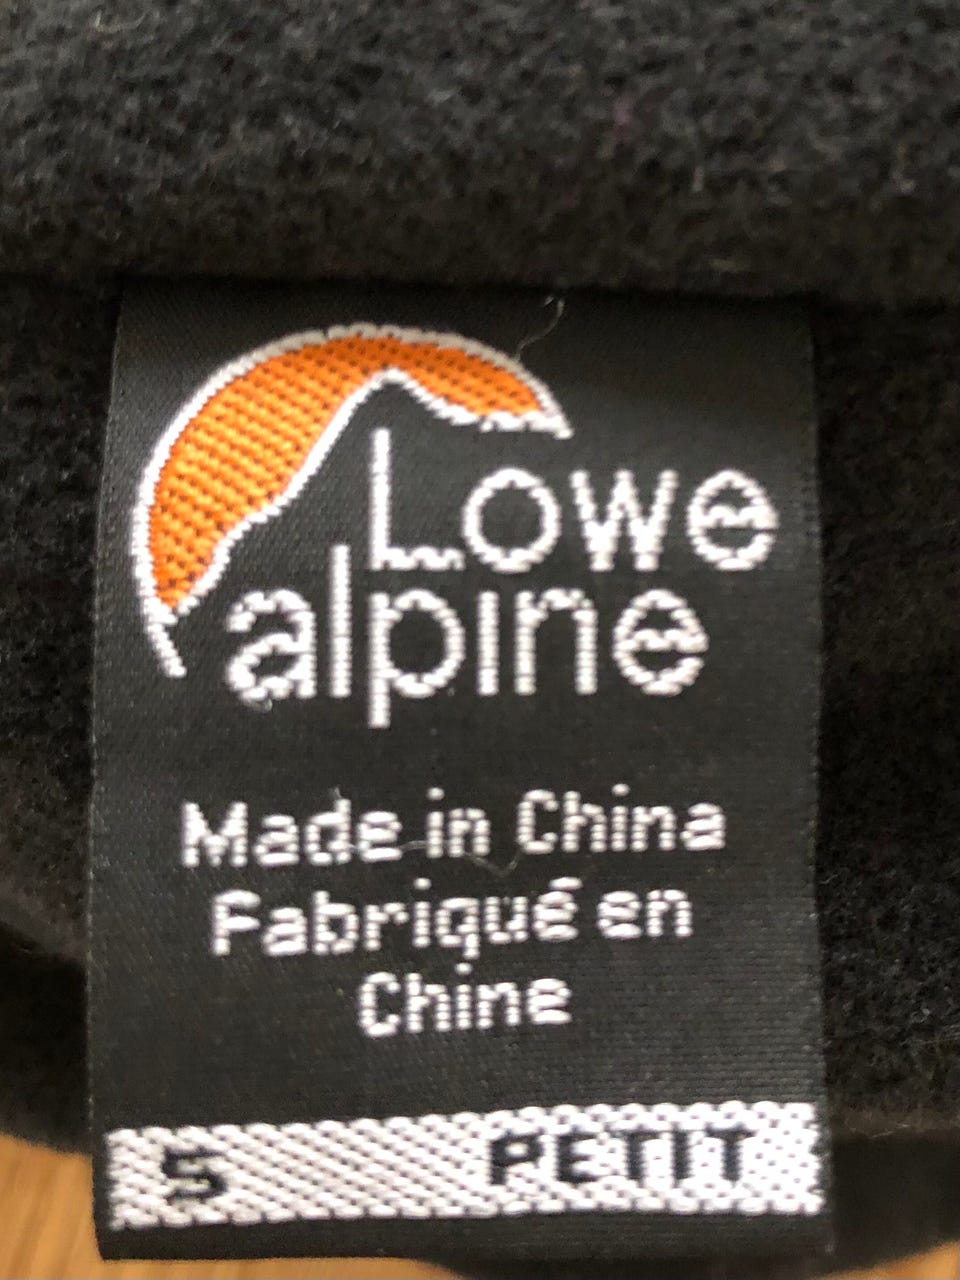 Lowe
alpine
Made in China
Fabriqué en
Chine
S PETIT